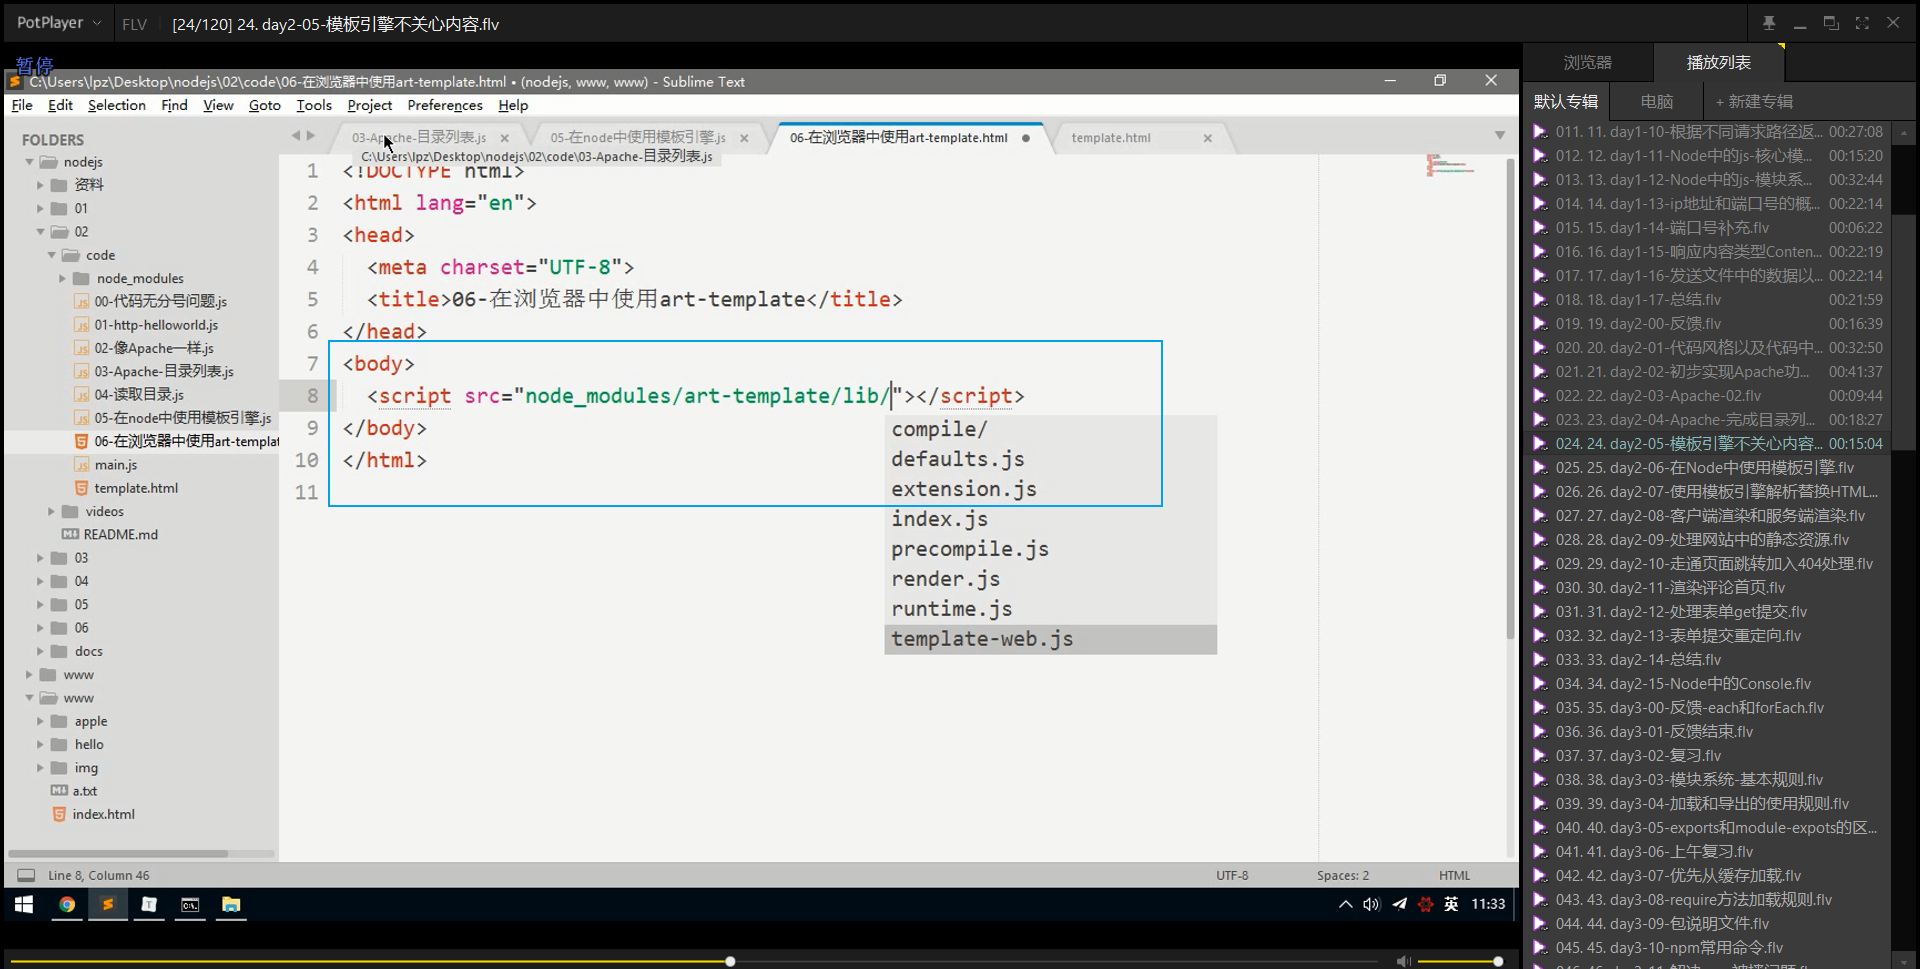 PotPlayer
FLV
[24/120] 24. day2-05-模板引擎不关心内容.flv
暂停
C:\Users\lpz\Desktop\nodejs\02\code\06-在浏览器中使用art-template.html • (nodejs, www, www) - Sublime Text
File Edit Selection Find View Goto Tools Project Preferences Help
FOLDERS
nodejs
资料
01
02
code
node_modules
00-代码无分号问题.js
01-http-helloworld.js
02-像Apache一样.js
03-Apache-目录列表.js
04-读取目录.js
05-在node中使用模板引擎.js
06-在浏览器中使用art-templat
main.js
template.html
videos
README.md
03
04
05
06
docs
www
www
apple
hello
img
a.txt
index.html
03-Apache-目录列表.js
05-在node中使用模板引擎.js
06-在浏览器中使用art-template.html
template.html
C:\Users\lpz\Desktop\nodejs\02\code\03-Apache-目录列表.js
1 <!DOCTYPE html>
2 <html lang="en">
3 <head>
4 <meta charset="UTF-8">
5 <title>06-在浏览器中使用art-template</title>
6 </head>
7 <body>
8 <script src="node_modules/art-template/lib/"></script>
9 </body>
10 </html>
11
compile/
defaults.js
extension.js
index.js
precompile.js
render.js
runtime.js
template-web.js
Line 8, Column 46
UTF-8
Spaces: 2
HTML
英
11:33
浏览器
播放列表
默认专辑
电脑
+ 新建专辑
011. 11. day1-10-根据不同请求路径返... 00:27:08
012. 12. day1-11-Node中的js-核心模... 00:15:20
013. 13. day1-12-Node中的js-模块系... 00:32:44
014. 14. day1-13-ip地址和端口号的概... 00:22:14
015. 15. day1-14-端口号补充.flv 00:06:22
016. 16. day1-15-响应内容类型Conten... 00:22:19
017. 17. day1-16-发送文件中的数据以... 00:22:14
018. 18. day1-17-总结.flv 00:21:59
019. 19. day2-00-反馈.flv 00:16:39
020. 20. day2-01-代码风格以及代码中... 00:32:50
021. 21. day2-02-初步实现Apache功... 00:41:37
022. 22. day2-03-Apache-02.flv 00:09:44
023. 23. day2-04-Apache-完成目录列... 00:18:27
024. 24. day2-05-模板引擎不关心内容... 00:15:04
025. 25. day2-06-在Node中使用模板引擎.flv
026. 26. day2-07-使用模板引擎解析替换HTML...
027. 27. day2-08-客户端渲染和服务端渲染.flv
028. 28. day2-09-处理网站中的静态资源.flv
029. 29. day2-10-走通页面跳转加入404处理.flv
030. 30. day2-11-渲染评论首页.flv
031. 31. day2-12-处理表单get提交.flv
032. 32. day2-13-表单提交重定向.flv
033. 33. day2-14-总结.flv
034. 34. day2-15-Node中的Console.flv
035. 35. day3-00-反馈-each和forEach.flv
036. 36. day3-01-反馈结束.flv
037. 37. day3-02-复习.flv
038. 38. day3-03-模块系统-基本规则.flv
039. 39. day3-04-加载和导出的使用规则.flv
040. 40. day3-05-exports和module-expots的区...
041. 41. day3-06-上午复习.flv
042. 42. day3-07-优先从缓存加载.flv
043. 43. day3-08-require方法加载规则.flv
044. 44. day3-09-包说明文件.flv
045. 45. day3-10-npm常用命令.flv